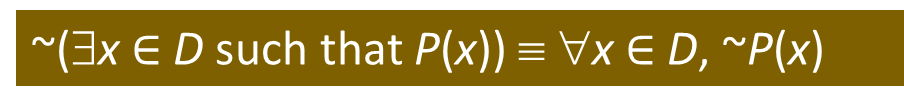 ~(∃x ∈ D such that P(x)) ≡ ∀x ∈ D, ~P(x)